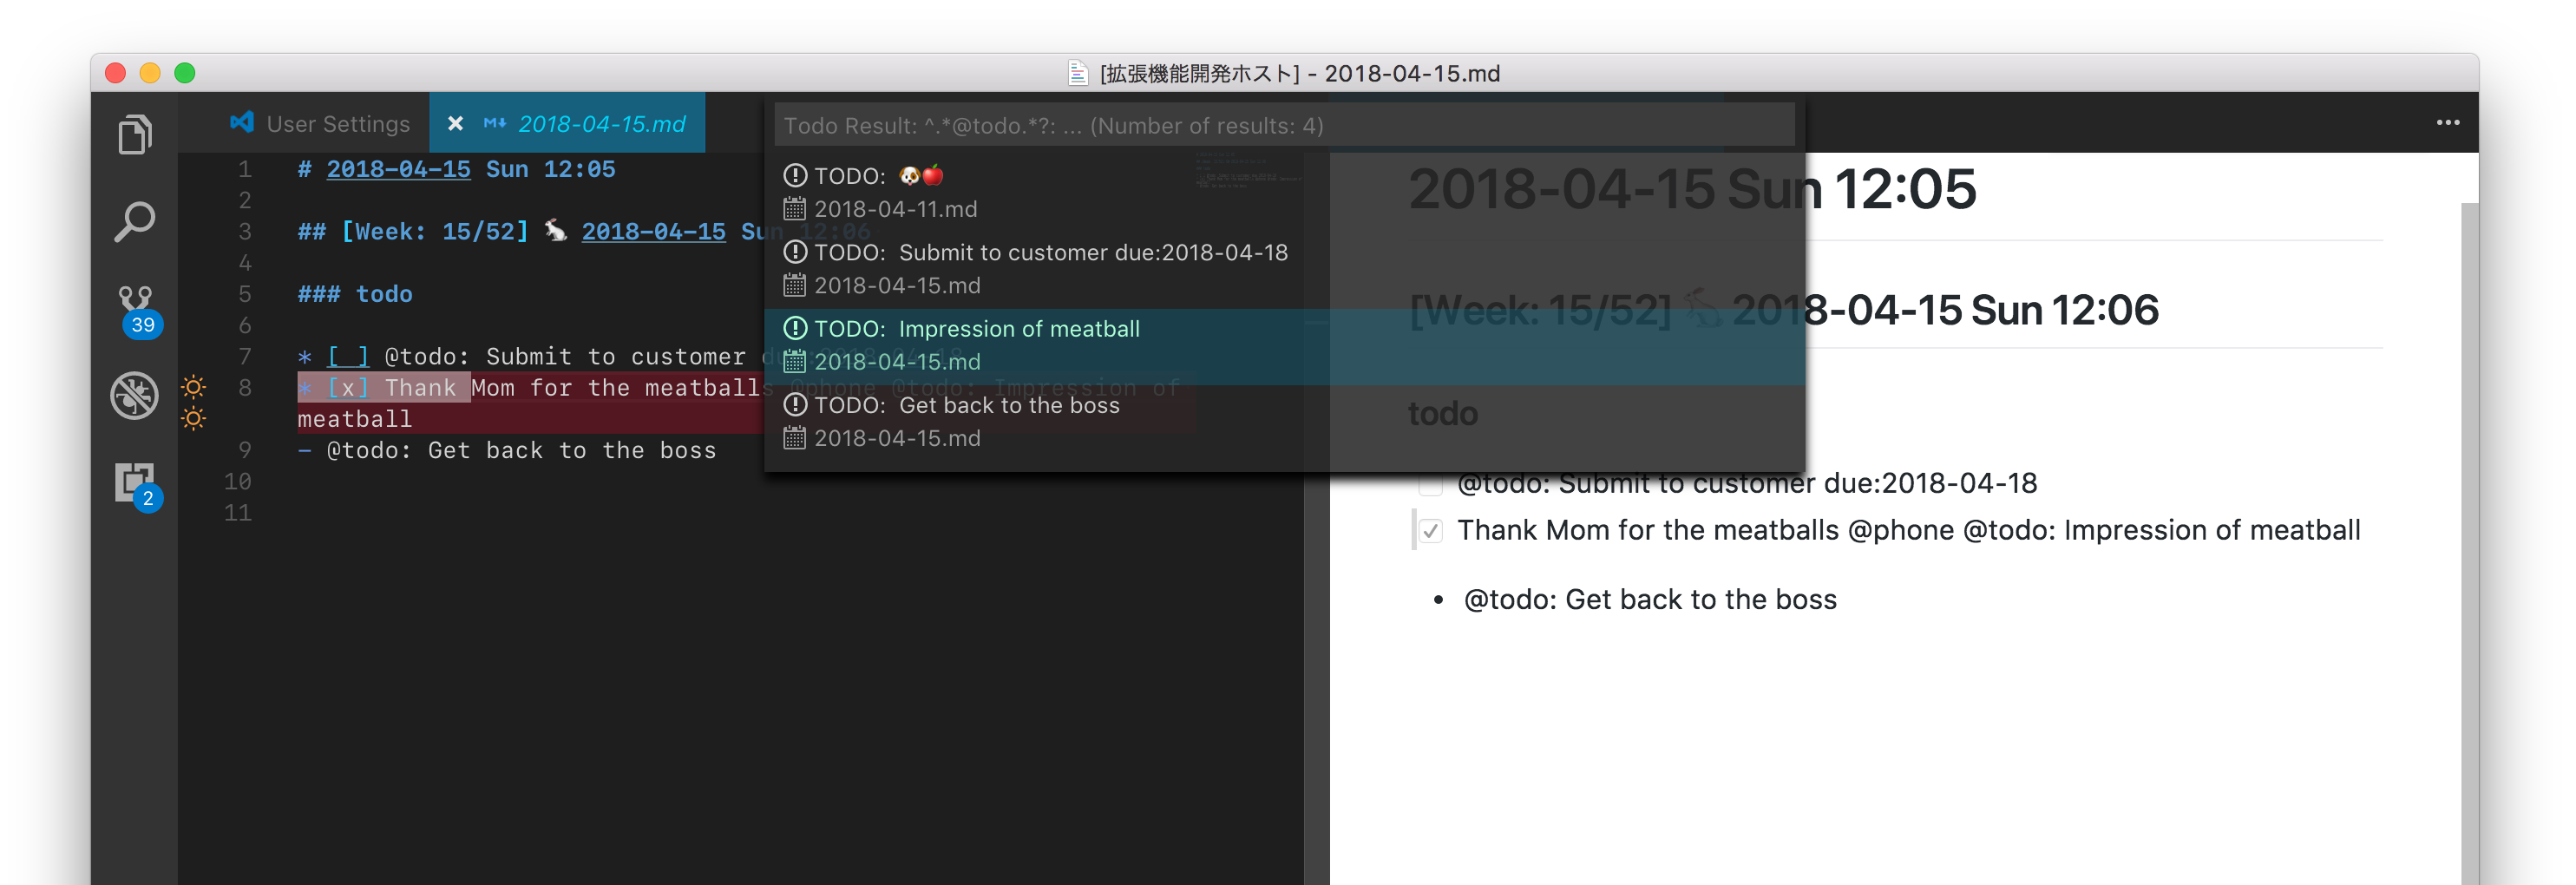 [拡張機能開発ホスト] - 2018-04-15.md
User Settings
2018-04-15.md
Todo Result: ^.*@todo.*?: ... (Number of results: 4)
TODO: 🐶🍎
2018-04-11.md
TODO: Submit to customer due:2018-04-18
2018-04-15.md
TODO: Impression of meatball
2018-04-15.md
TODO: Get back to the boss
2018-04-15.md
39
2
1 # 2018-04-15 Sun 12:05
2
3 ## [Week: 15/52] 🐇 2018-04-15 Sun 12:06
4
5 ### todo
6
7 * [ ] @todo: Submit to customer due:2018-04-18
8 * [x] Thank Mom for the meatballs @phone @todo: Impression of
meatball
9 - @todo: Get back to the boss
10
11
2018-04-15 Sun 12:05
[Week: 15/52] 🐇 2018-04-15 Sun 12:06
todo
@todo: Submit to customer due:2018-04-18
Thank Mom for the meatballs @phone @todo: Impression of meatball
• @todo: Get back to the boss